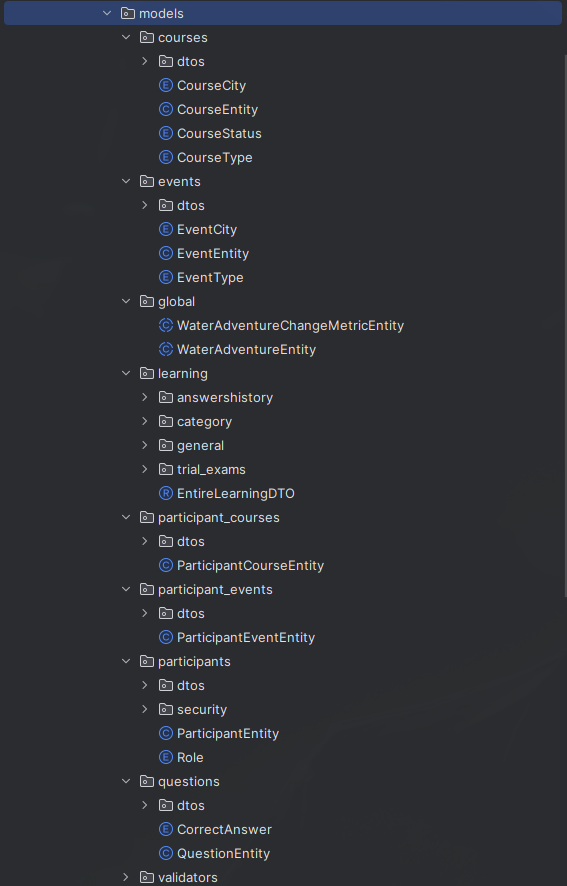 models
courses
dtos
E CourseCity
C CourseEntity
E CourseStatus
E CourseType
events
dtos
E EventCity
C EventEntity
E EventType
global
C WaterAdventureChangeMetricEntity
C WaterAdventureEntity
learning
answershistory
category
general
trial_exams
R EntireLearningDTO
participant_courses
dtos
C ParticipantCourseEntity
participant_events
dtos
C ParticipantEventEntity
participants
dtos
security
C ParticipantEntity
E Role
questions
dtos
E CorrectAnswer
C QuestionEntity
validators